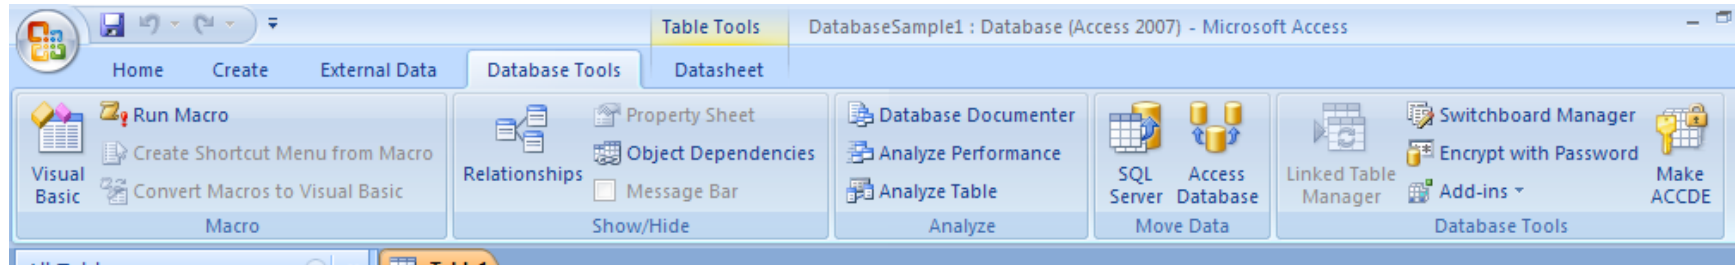 Table Tools
DatabaseSample1 : Database (Access 2007) - Microsoft Access
Home Create External Data Database Tools Datasheet
Visual Basic
Run Macro
Create Shortcut Menu from Macro
Convert Macros to Visual Basic
Macro
Relationships
Property Sheet
Object Dependencies
Message Bar
Show/Hide
Database Documenter
Analyze Performance
Analyze Table
Analyze
SQL
Server
Access
Database
Move Data
Linked Table
Manager
Switchboard Manager
Encrypt with Password
Add-ins
Make
ACCDE
Database Tools